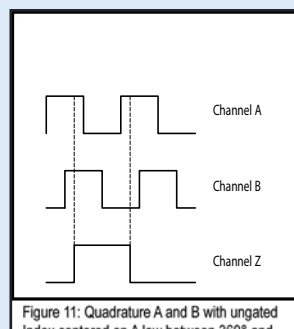 Channel A
Channel B
Channel Z
Figure 11: Quadrature A and B with ungated
Index centered on A low between 360° and